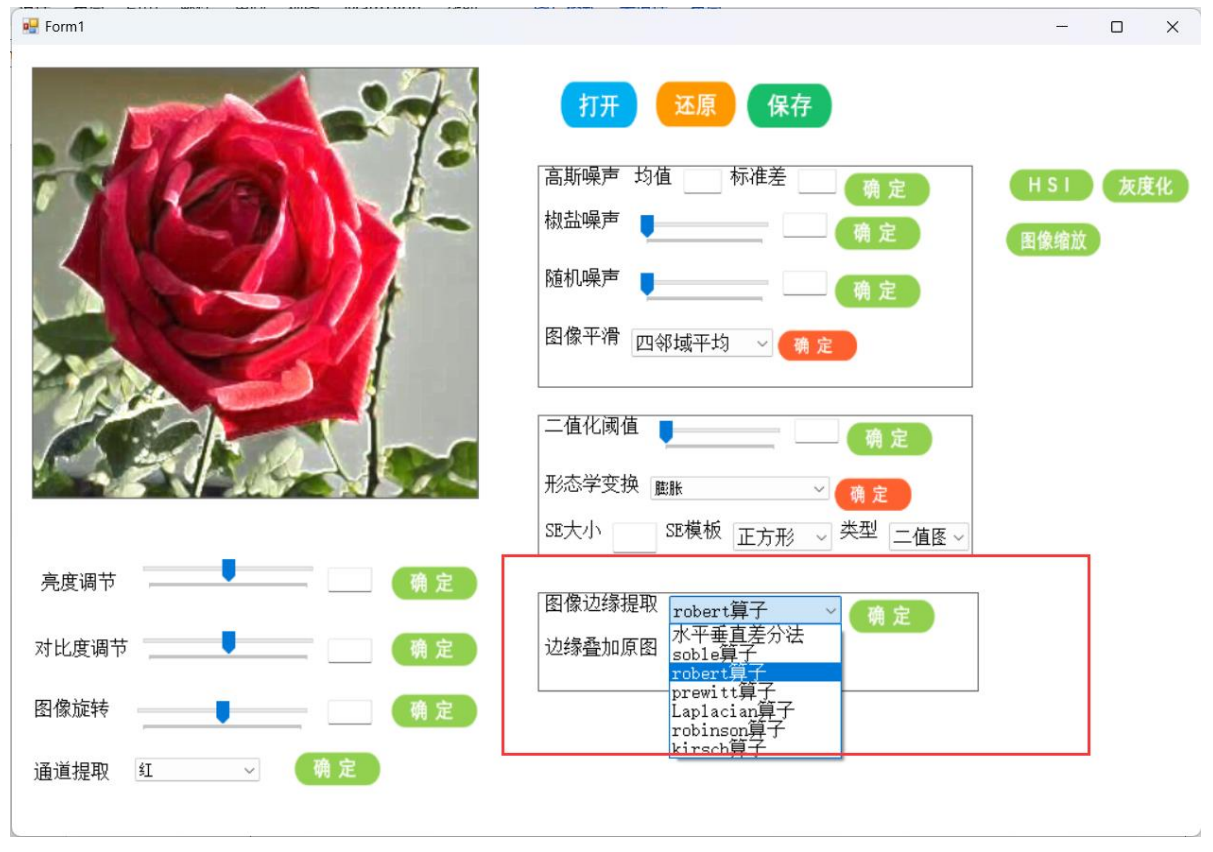 Form1
打开 还原 保存
高斯噪声 均值 标准差 确定
HSI 灰度化
椒盐噪声 确定
图像缩放
随机噪声 确定
图像平滑 四邻域平均 确定
二值化阈值 确定
形态学变换 膨胀 确定
SE大小 SE模板 正方形 类型 二值图
亮度调节 确定
图像边缘提取 robert算子 确定
水平垂直差分法
边缘叠加原图
soble算子
robert算子
prewitt算子
Laplacian算子
robinson算子
kirsch算子
对比度调节 确定
图像旋转 确定
通道提取 红 确定